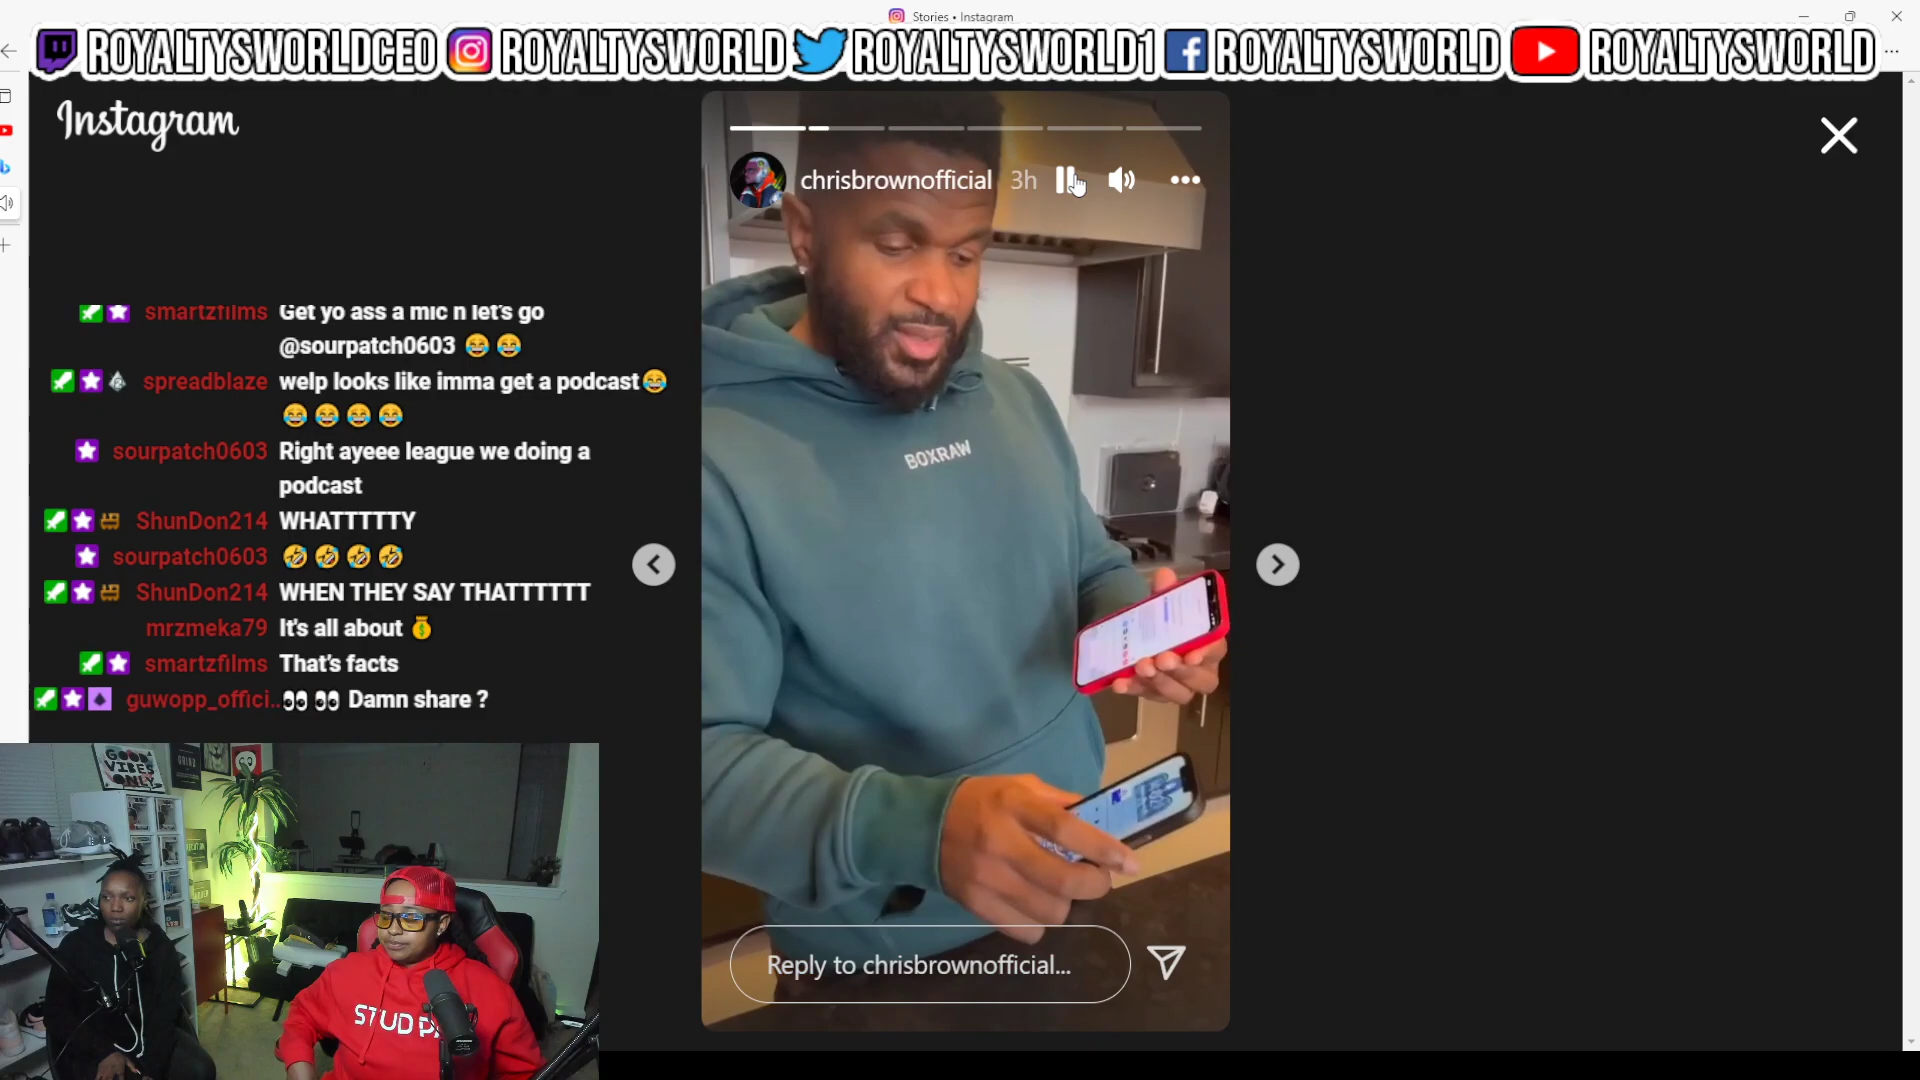 Stories • Instagram
ROYALTYSWORLDCEO ROYALTYSWORLD ROYALTYSWORLD1 ROYALTYSWORLD ROYALTYSWORLD
Instagram
chrisbrownofficial 3h
BOXRAW
smartzfilms Get yo ass a mic n let's go
@sourpatch0603 😂 😂
spreadblaze welp looks like imma get a podcast😂
😂 😂 😂 😂
sourpatch0603 Right ayeee league we doing a
podcast
ShunDon214 WHATTTTTY
sourpatch0603 🤣 🤣 🤣 🤣
ShunDon214 WHEN THEY SAY THATTTTTT
mrzmeka79 It's all about 💰
smartzfilms That's facts
guwopp_offici... 👀 👀 Damn share ?
GOOD
VIBES
ONLY
STUD P
Reply to chrisbrownofficial...